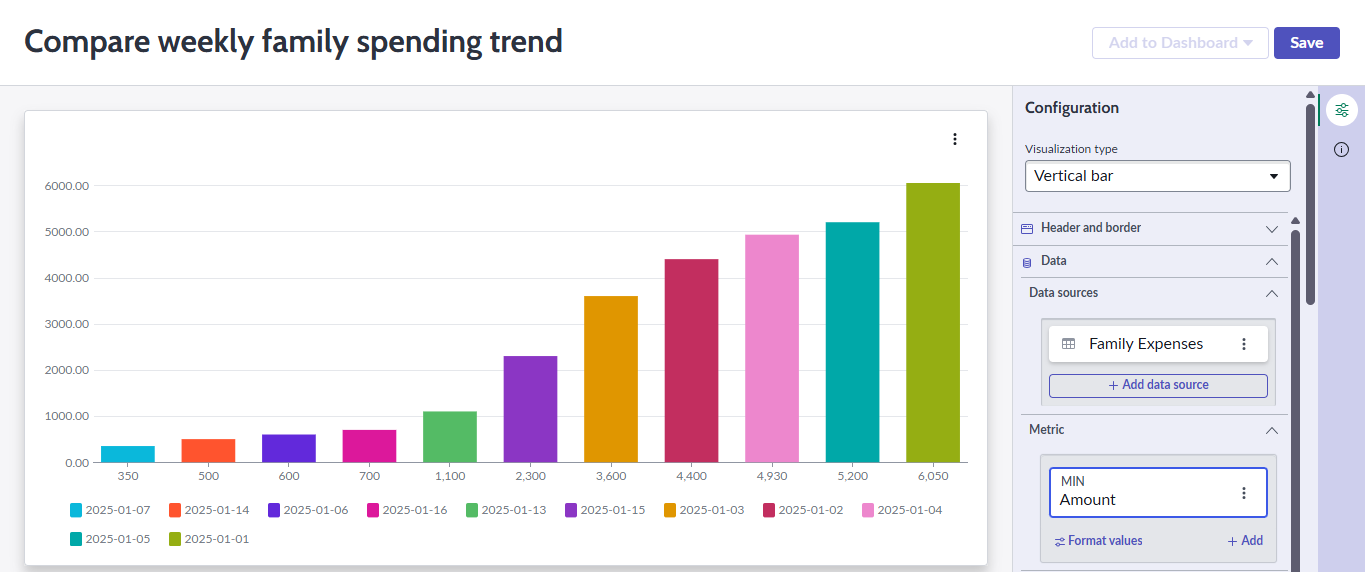 Compare weekly family spending trend
Add to Dashboard
Save
6000.00
5000.00
4000.00
3000.00
2000.00
1000.00
0.00
350 500 600 700 1,100 2,300 3,600 4,400 4,930 5,200 6,050
2025-01-07 2025-01-14 2025-01-06 2025-01-16 2025-01-13 2025-01-15 2025-01-03 2025-01-02 2025-01-04
2025-01-05 2025-01-01
Configuration
Visualization type
Vertical bar
Header and border
Data
Data sources
Family Expenses
+ Add data source
Metric
MIN
Amount
Format values + Add